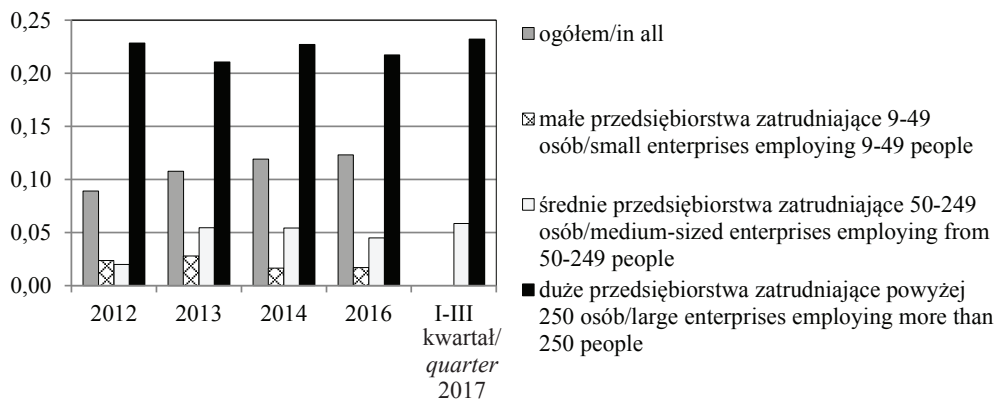 0,25
0,20
0,15
0,10
0,05
0,00
2012
2013
2014
2016
I-III
kwartał/
quarter
2017
ogółem/in all
małe przedsiębiorstwa zatrudniające 9-49
osób/small enterprises employing 9-49 people
średnie przedsiębiorstwa zatrudniające 50-249
osób/medium-sized enterprises employing from
50-249 people
duże przedsiębiorstwa zatrudniające powyżej
250 osób/large enterprises employing more than
250 people